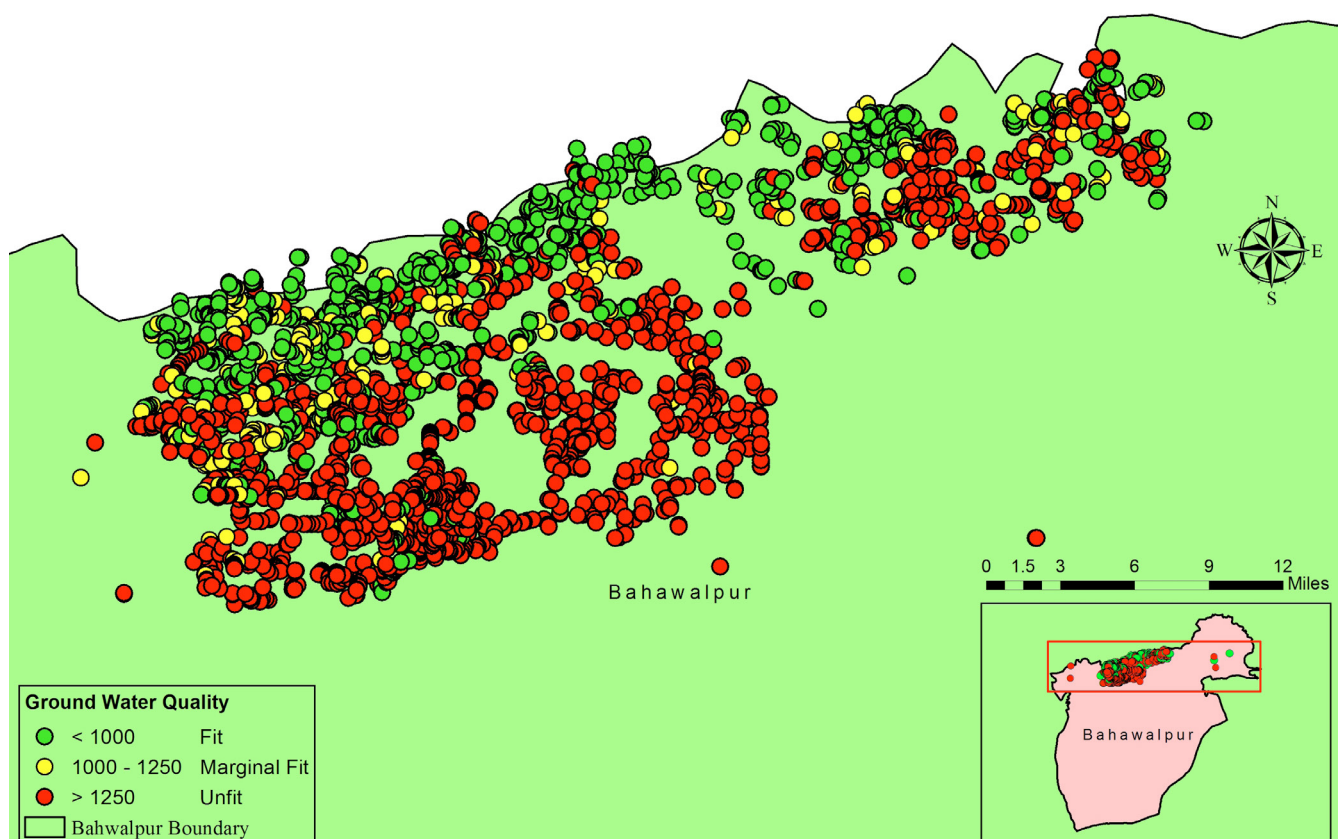 N
W E
S
0 1.5 3 6 9 12
Miles
Bahawalpur
Bahawalpur
Ground Water Quality
< 1000 Fit
1000 - 1250 Marginal Fit
> 1250 Unfit
Bahwalpur Boundary